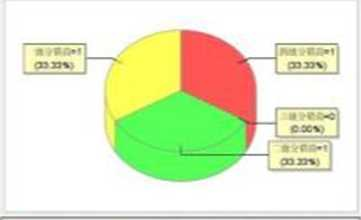 一级分销商=1
(33.33%)
四级分销商=1
(33.33%)
三级分销商=0
(0.00%)
二级分销商=1
(33.33%)